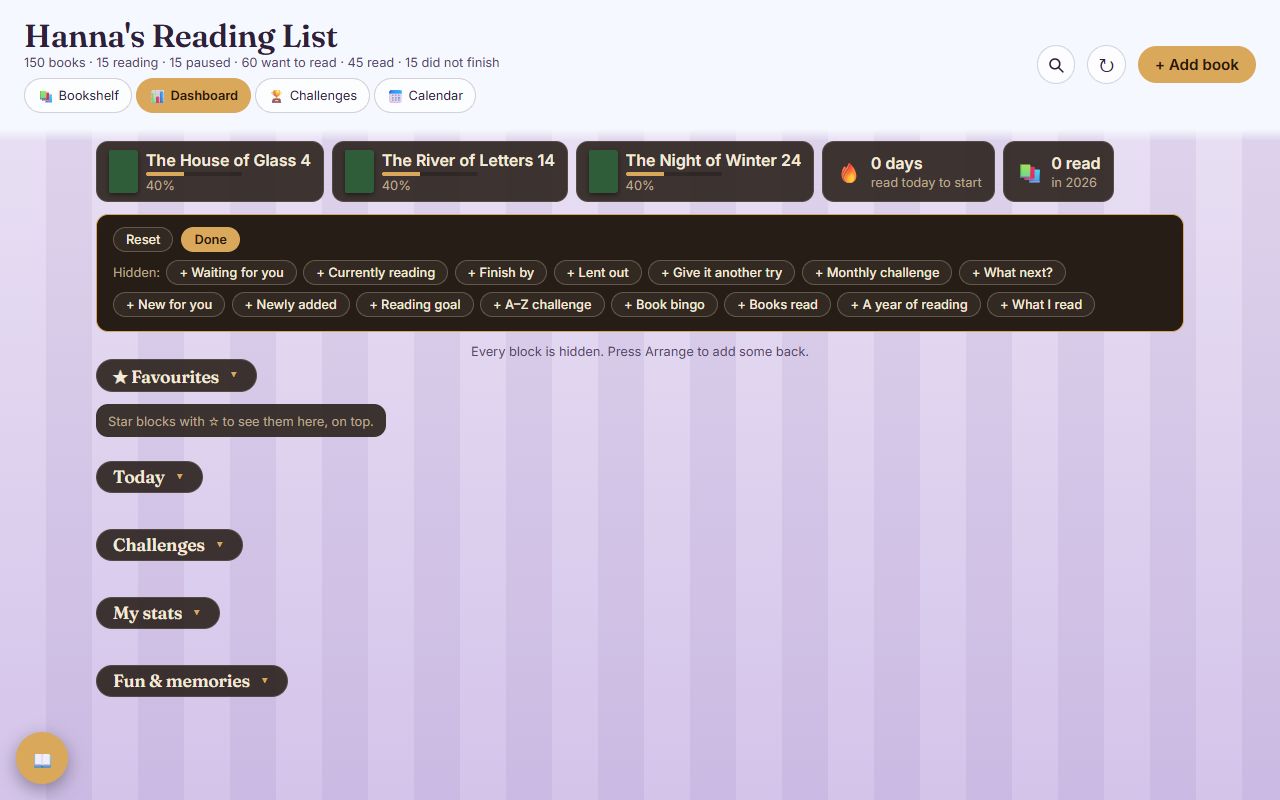 Hanna's Reading List
150 books · 15 reading · 15 paused · 60 want to read · 45 read · 15 did not finish
Bookshelf
Dashboard
Challenges
Calendar
↻
+ Add book
The House of Glass 4
40%
The River of Letters 14
40%
The Night of Winter 24
40%
0 days
read today to start
0 read
in 2026
Reset
Done
Hidden: + Waiting for you + Currently reading + Finish by + Lent out + Give it another try + Monthly challenge + What next?
+ New for you + Newly added + Reading goal + A–Z challenge + Book bingo + Books read + A year of reading + What I read
Every block is hidden. Press Arrange to add some back.
★ Favourites ▾
Star blocks with ☆ to see them here, on top.
Today ▾
Challenges ▾
My stats ▾
Fun & memories ▾